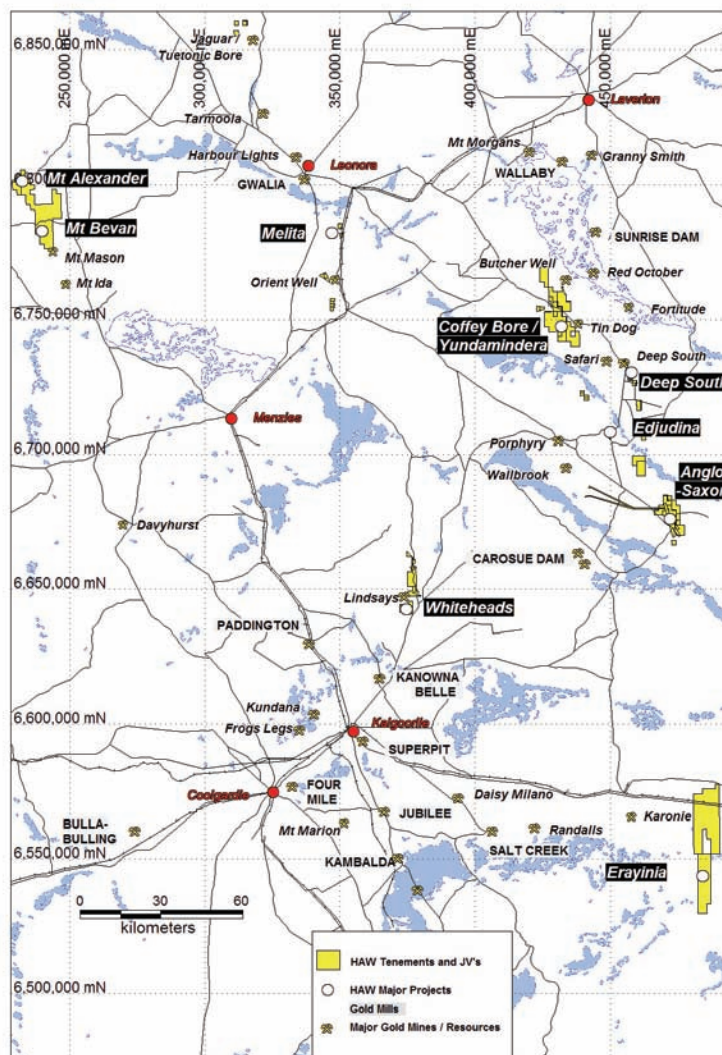 6,850,000 mN
250,000 mE
300,000 mE
350,000 mE
400,000 mE
450,000 mE
Jaguar
Tuetonic Bore
Laverton
Tarmoola
Mt Morgans
Harbour Lights
Leonora
WALLABY
Granny Smith
GWALIA
Mt Alexander
Mt Bevan
Melita
SUNRISE DAM
Mt Mason
Butcher Well
Red October
Mt Ida
Orient Well
6,750,000 mN
Fortitude
Coffey Bore /
Yundamindera
Tin Dog
Safari
Deep South
Deep South
Menzies
Edjudina
6,700,000 mN
Porphyry
Wallbrook
Anglo
-Saxon
Davyhurst
CAROSUE DAM
6,650,000 mN
Lindsays
Whiteheads
PADDINGTON
KANOWNA
BELLE
Kundana
6,600,000 mN
Frogs Legs
Kalgoorlie
SUPERPIT
Coolgardie
FOUR
MILE
Daisy Milano
Karonie
JUBILEE
BULLA-
BULLING
Mt Marion
Randalls
SALT CREEK
6,550,000 mN
KAMBALDA
Erayinia
0 30 60
kilometers
HAW Tenements and JV's
HAW Major Projects
Gold Mills
6,500,000 mN
Major Gold Mines / Resources